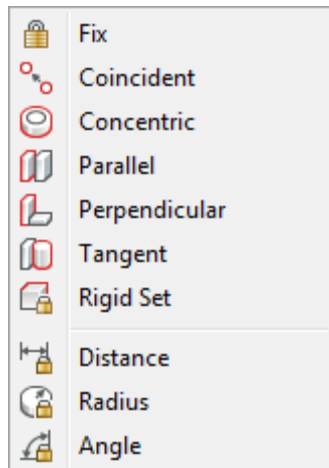 Fix
Coincident
Concentric
Parallel
Perpendicular
Tangent
Rigid Set
Distance
Radius
Angle